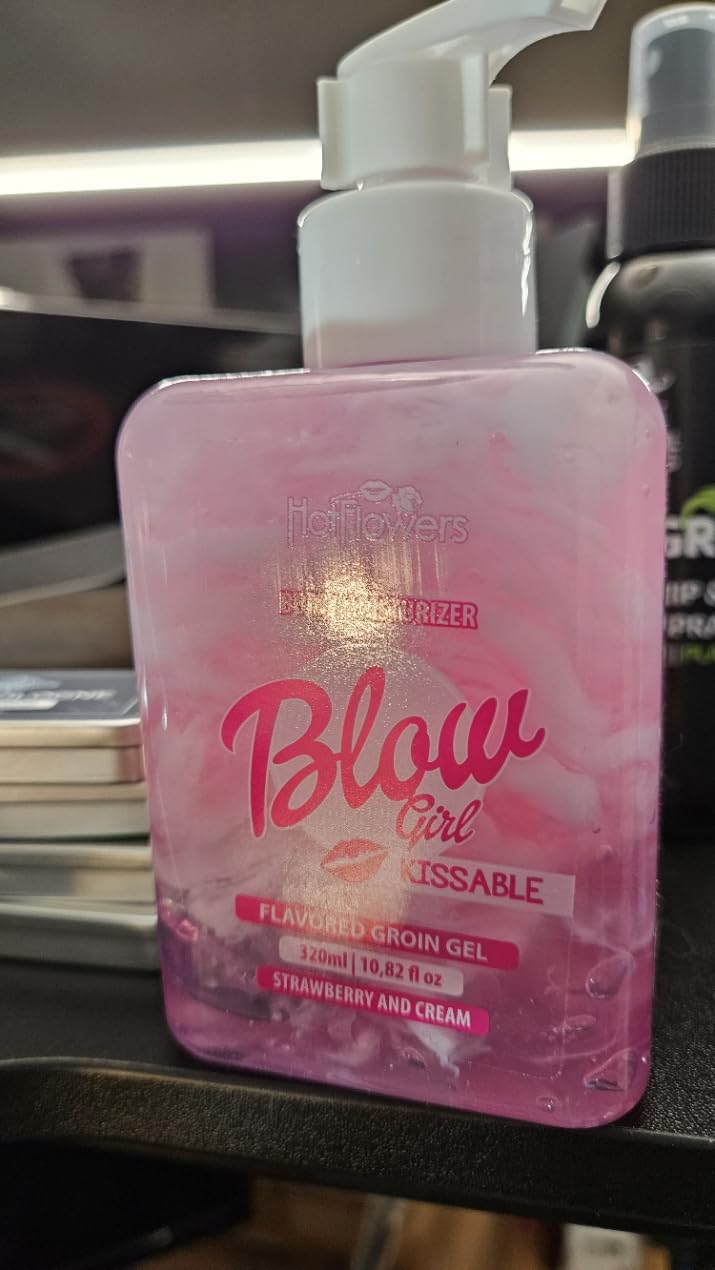 HotFlowers
Blow
Girl
KISSABLE
FLAVORED GROIN GEL
320ml | 10,82 fl oz
STRAWBERRY AND CREAM